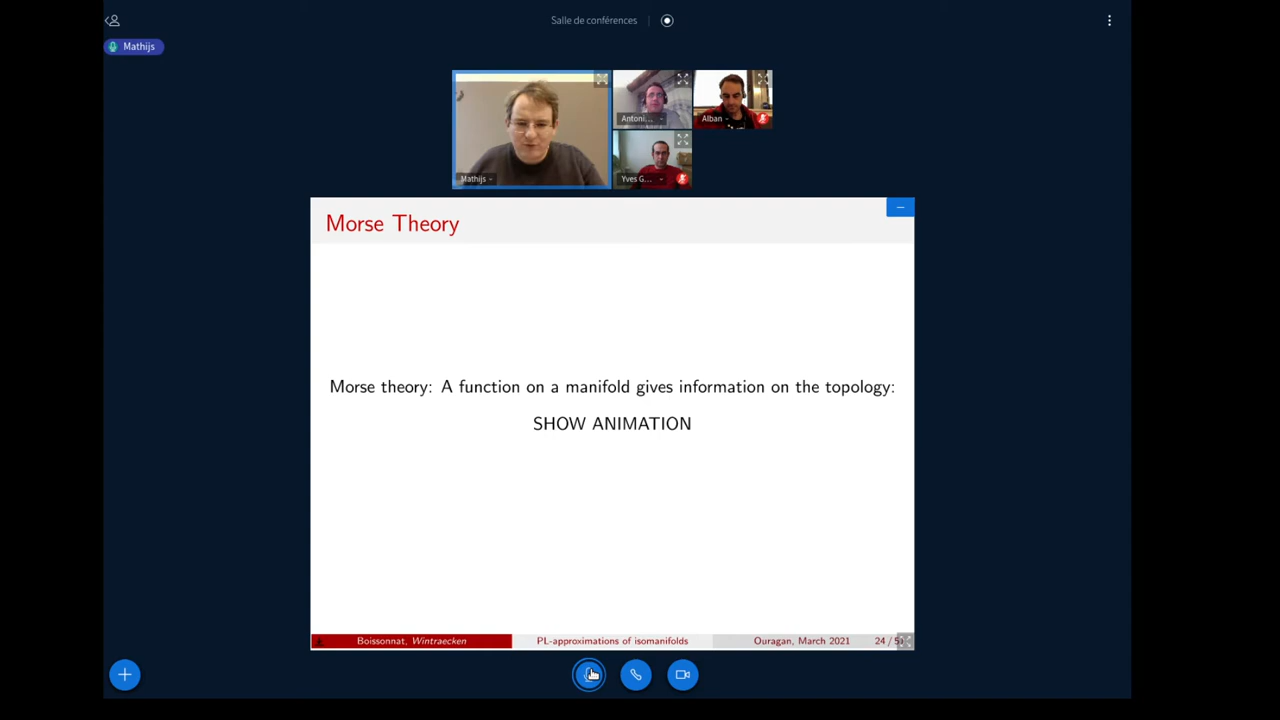 Salle de conférences
Mathijs
Mathijs
Antoni...
Alban
Yves G...
Morse Theory
Morse theory: A function on a manifold gives information on the topology:
SHOW ANIMATION
Boissonnat, Wintraecken
PL-approximations of isomanifolds
Ouragan, March 2021
24 /